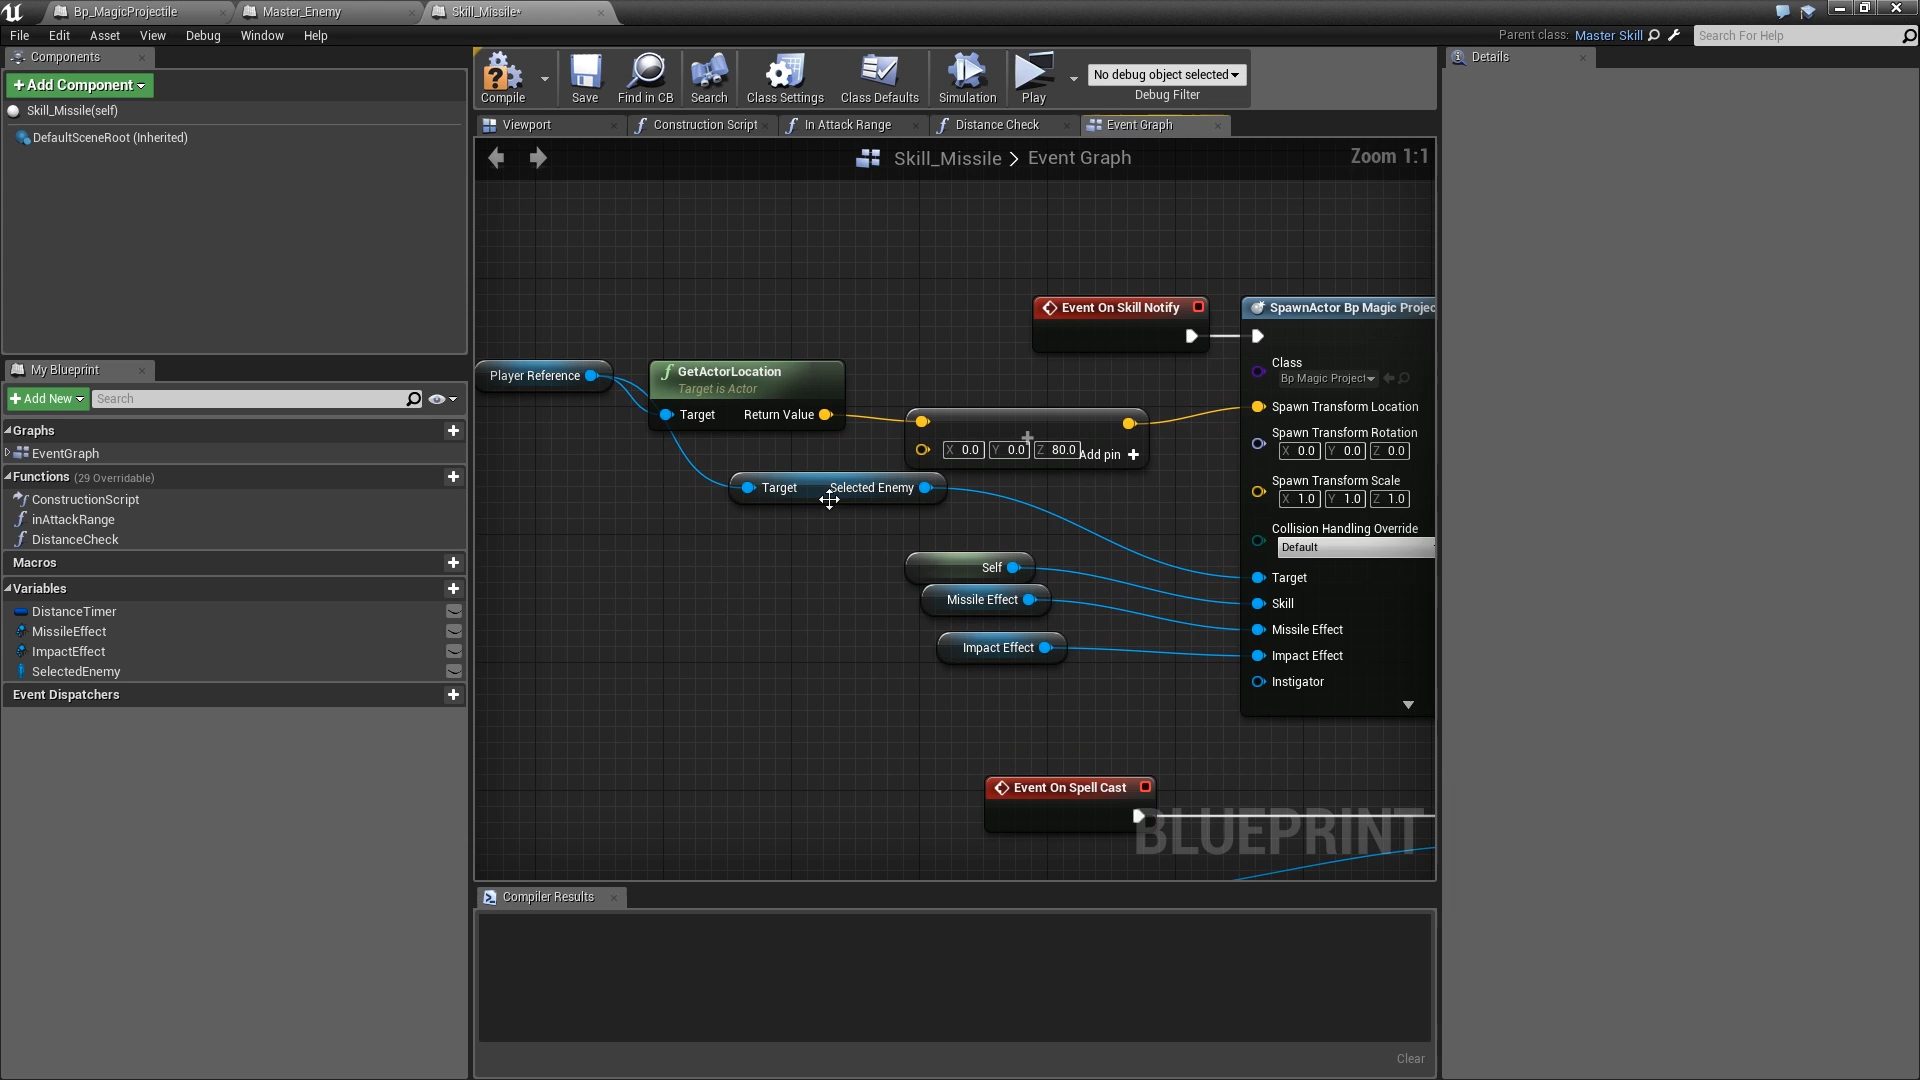 Bp_MagicProjectile
Master_Enemy
Skill_Missile*
File Edit Asset View Debug Window Help
Parent class: Master Skill
Search For Help
Components
+Add Component
Skill_Missile(self)
DefaultSceneRoot (Inherited)
Compile
Save
Find in CB
Search
Class Settings
Class Defaults
Simulation
Play
No debug object selected
Debug Filter
Details
Viewport
Construction Script
In Attack Range
Distance Check
Event Graph
Skill_Missile > Event Graph
Zoom 1:1
My Blueprint
+Add New
Search
Graphs
EventGraph
Functions (29 Overridable)
ConstructionScript
inAttackRange
DistanceCheck
Macros
Variables
DistanceTimer
MissileEffect
ImpactEffect
SelectedEnemy
Event Dispatchers
Event On Skill Notify
SpawnActor Bp Magic Projec
Class
Bp Magic Project
Spawn Transform Location
Spawn Transform Rotation
X 0.0 Y 0.0 Z 0.0
Spawn Transform Scale
X 1.0 Y 1.0 Z 1.0
Collision Handling Override
Default
Target
Skill
Missile Effect
Impact Effect
Instigator
Player Reference
GetActorLocation
Target is Actor
Target Return Value
X 0.0 Y 0.0 Z 80.0
Add pin +
Target Selected Enemy
Self
Missile Effect
Impact Effect
Event On Spell Cast
BLUEPRINT
Compiler Results
Clear